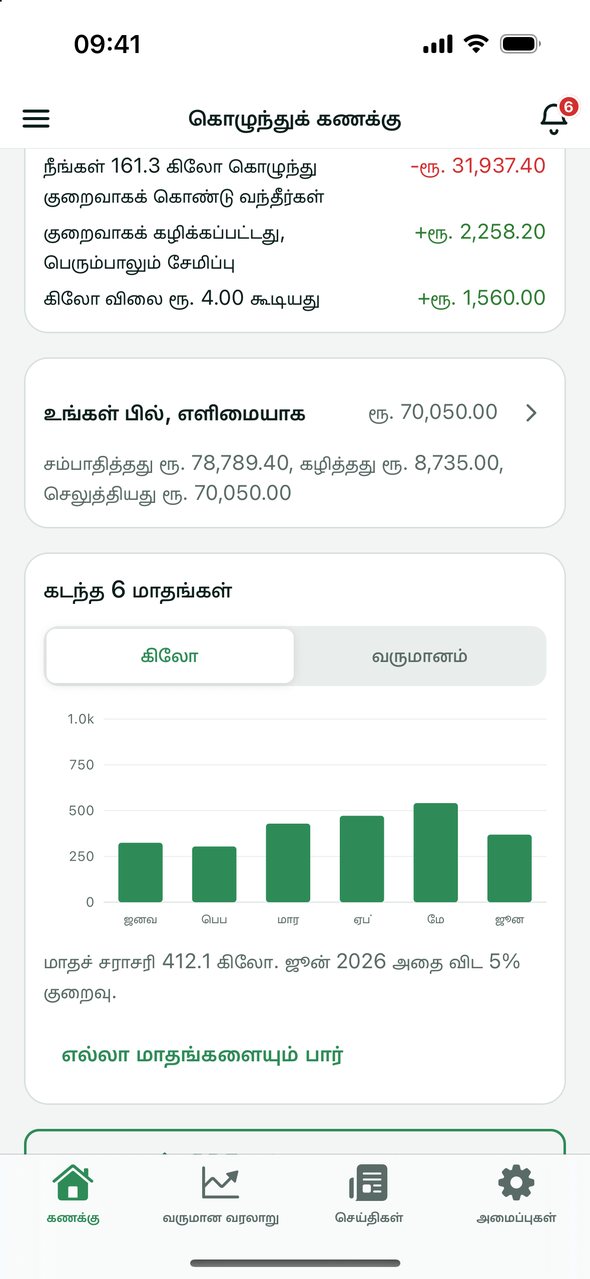 09:41
கொழுந்துக் கணக்கு
6
நீங்கள் 161.3 கிலோ கொழுந்து
குறைவாகக் கொண்டு வந்தீர்கள்
-ரூ. 31,937.40
குறைவாகக் கழிக்கப்பட்டது,
பெரும்பாலும் சேமிப்பு
+ரூ. 2,258.20
கிலோ விலை ரூ. 4.00 கூடியது
+ரூ. 1,560.00
உங்கள் பில், எளிமையாக
ரூ. 70,050.00
சம்பாதித்தது ரூ. 78,789.40, கழித்தது ரூ. 8,735.00,
செலுத்தியது ரூ. 70,050.00
கடந்த 6 மாதங்கள்
கிலோ
வருமானம்
1.0k
750
500
250
0
ஜனவ
பெப
மார
ஏப்
மே
ஜூன
மாதச் சராசரி 412.1 கிலோ. ஜூன் 2026 அதை விட 5%
குறைவு.
எல்லா மாதங்களையும் பார்
கணக்கு
வருமான வரலாறு
செய்திகள்
அமைப்புகள்